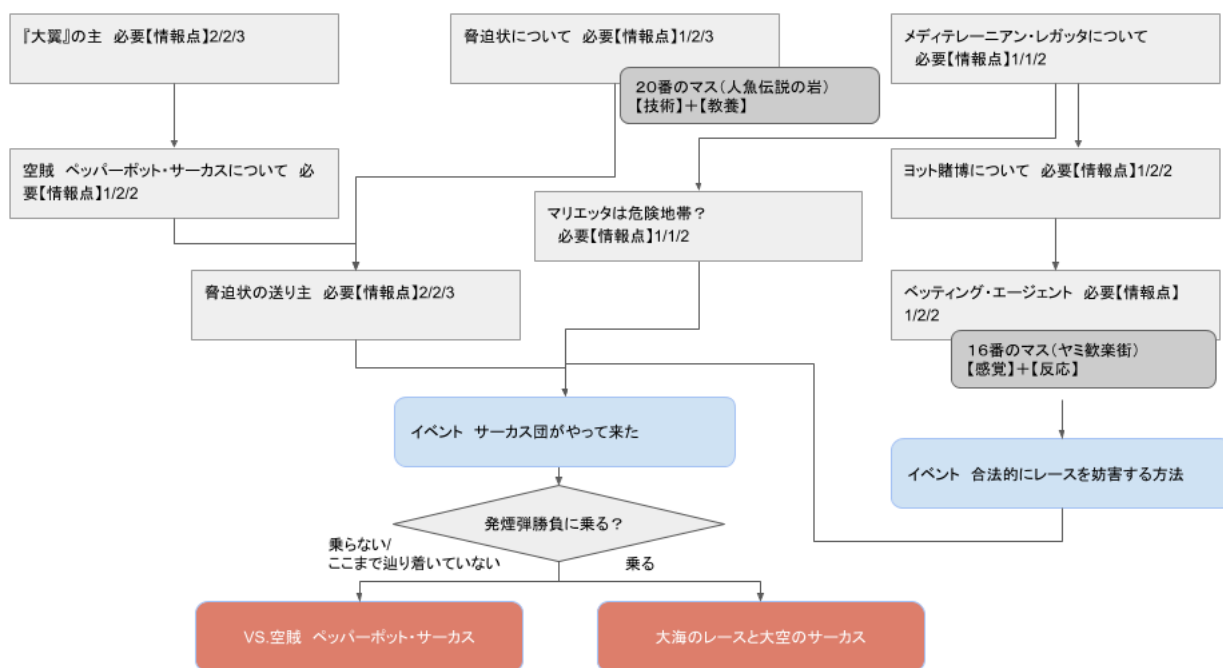 『大翼』の主 必要【情報点】2/2/3
脅迫状について 必要【情報点】1/2/3
メディテレーニアン・レガッタについて
必要【情報点】1/1/2
20番のマス(人魚伝説の岩)
【技術】+【教養】
空賊 ペッパーポット・サーカスについて 必
要【情報点】1/2/2
ヨット賭博について 必要【情報点】1/2/2
マリエッタは危険地帯?
必要【情報点】1/1/2
脅迫状の送り主 必要【情報点】2/2/3
ベッティング・エージェント 必要【情報点】
1/2/2
16番のマス(ヤミ歓楽街)
【感覚】+【反応】
イベント サーカス団がやって来た
イベント 合法的にレースを妨害する方法
発煙弾勝負に乗る?
乗らない/
ここまで辿り着いていない
乗る
VS.空賊 ペッパーポット・サーカス
大海のレースと大空のサーカス